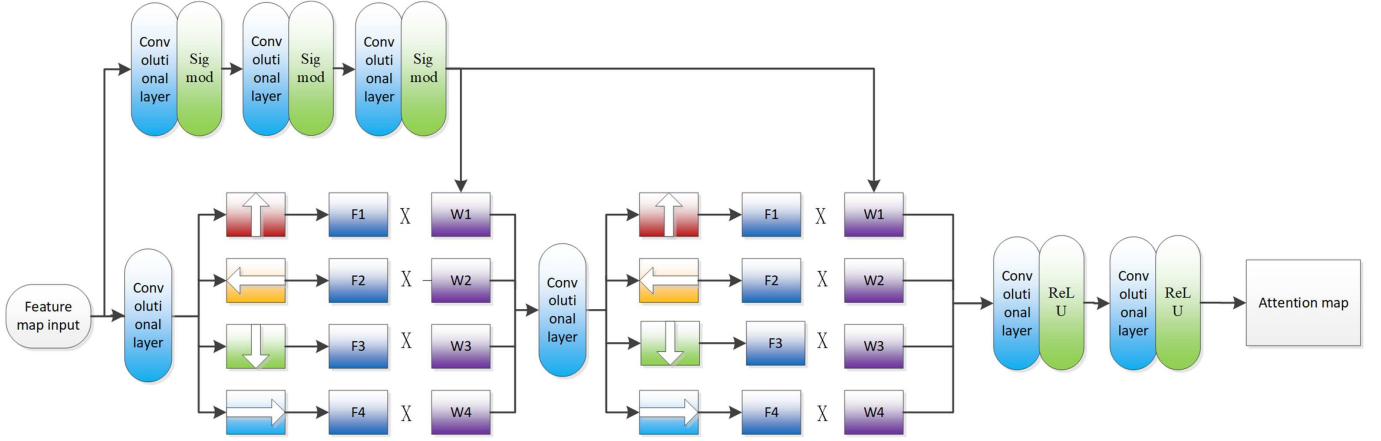 Conv
oluti
onal
layer
Sig
mod
Conv
oluti
onal
layer
Sig
mod
Conv
oluti
onal
layer
Sig
mod
Feature
map input
Conv
oluti
onal
layer
F1 X W1
F2 X W2
F3 X W3
F4 X W4
Conv
oluti
onal
layer
F1 X W1
F2 X W2
F3 X W3
F4 X W4
Conv
oluti
onal
layer
ReL
U
Conv
oluti
onal
layer
ReL
U
Attention map